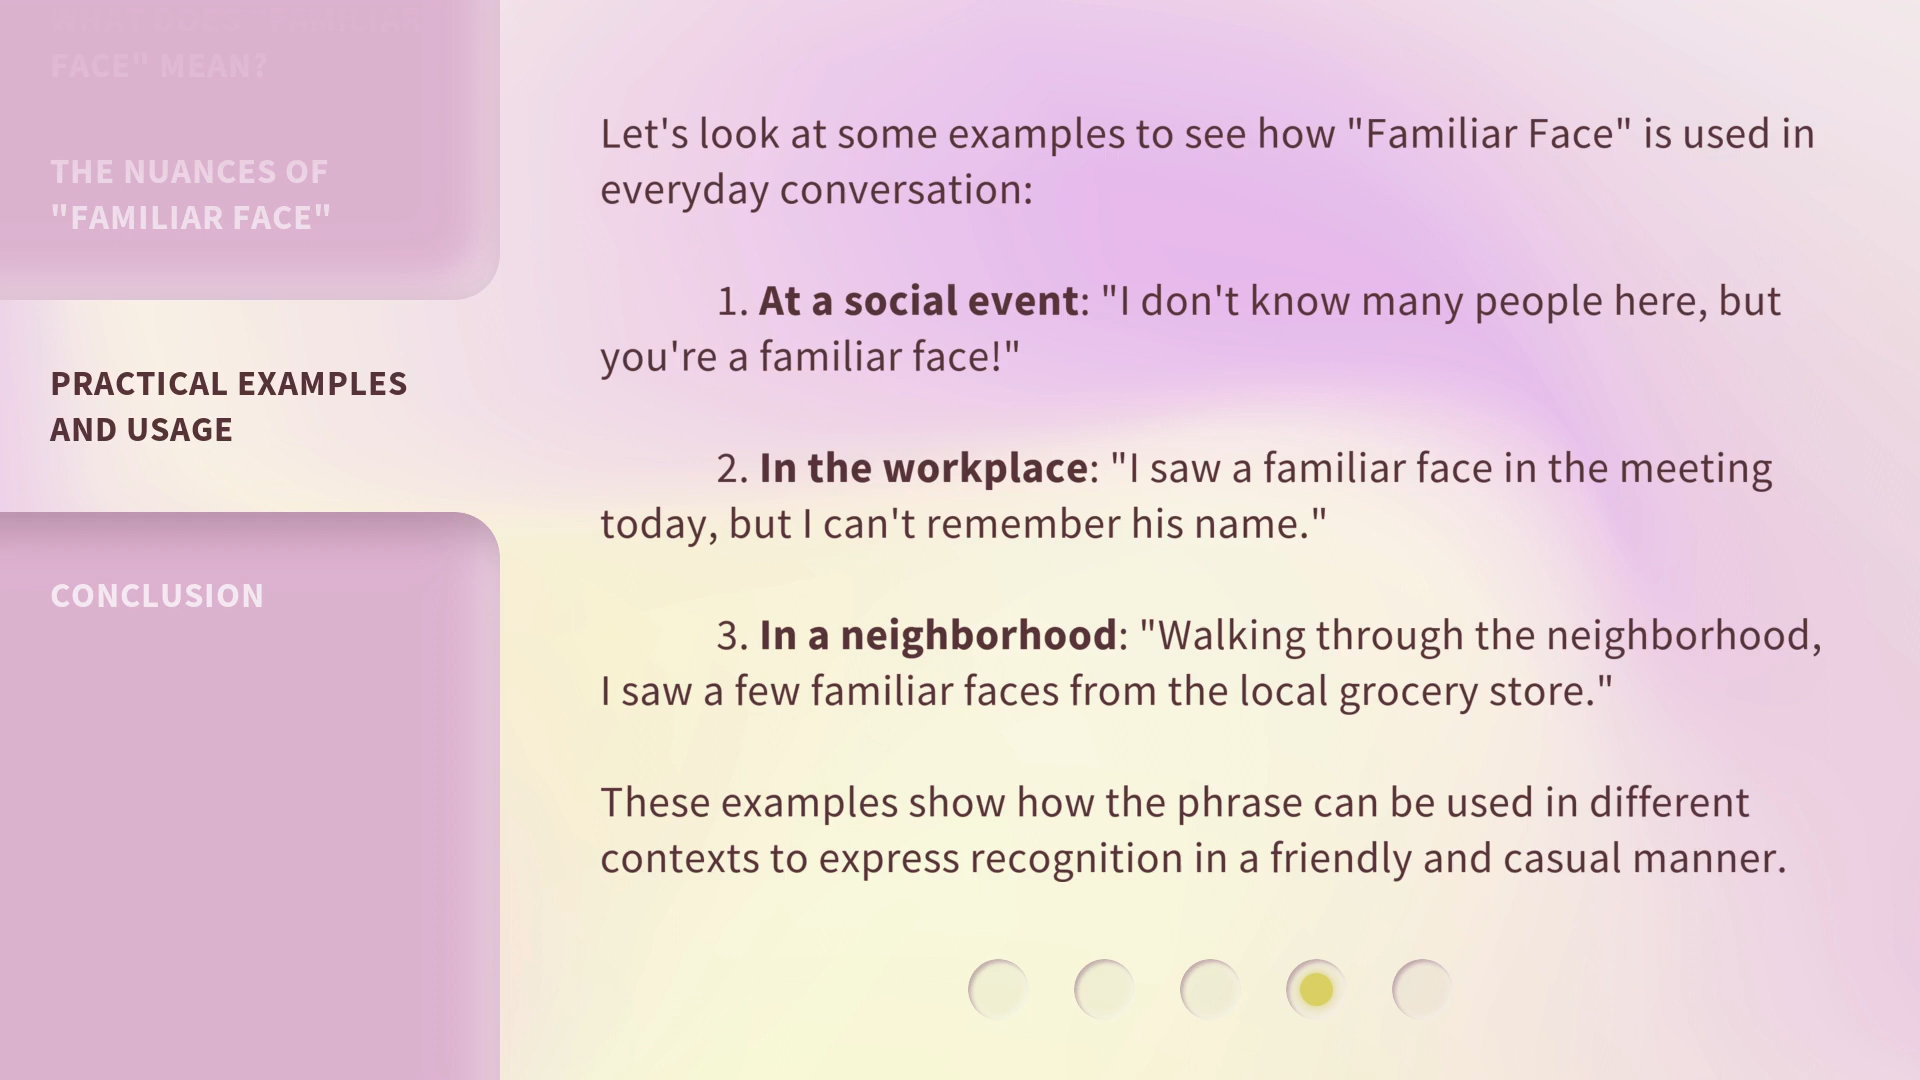 WHAT DOES "FAMILIAR
FACE" MEAN?
THE NUANCES OF
"FAMILIAR FACE"
PRACTICAL EXAMPLES
AND USAGE
CONCLUSION
Let's look at some examples to see how "Familiar Face" is used in
everyday conversation:
1. At a social event: "I don't know many people here, but
you're a familiar face!"
2. In the workplace: "I saw a familiar face in the meeting
today, but I can't remember his name."
3. In a neighborhood: "Walking through the neighborhood,
I saw a few familiar faces from the local grocery store."
These examples show how the phrase can be used in different
contexts to express recognition in a friendly and casual manner.